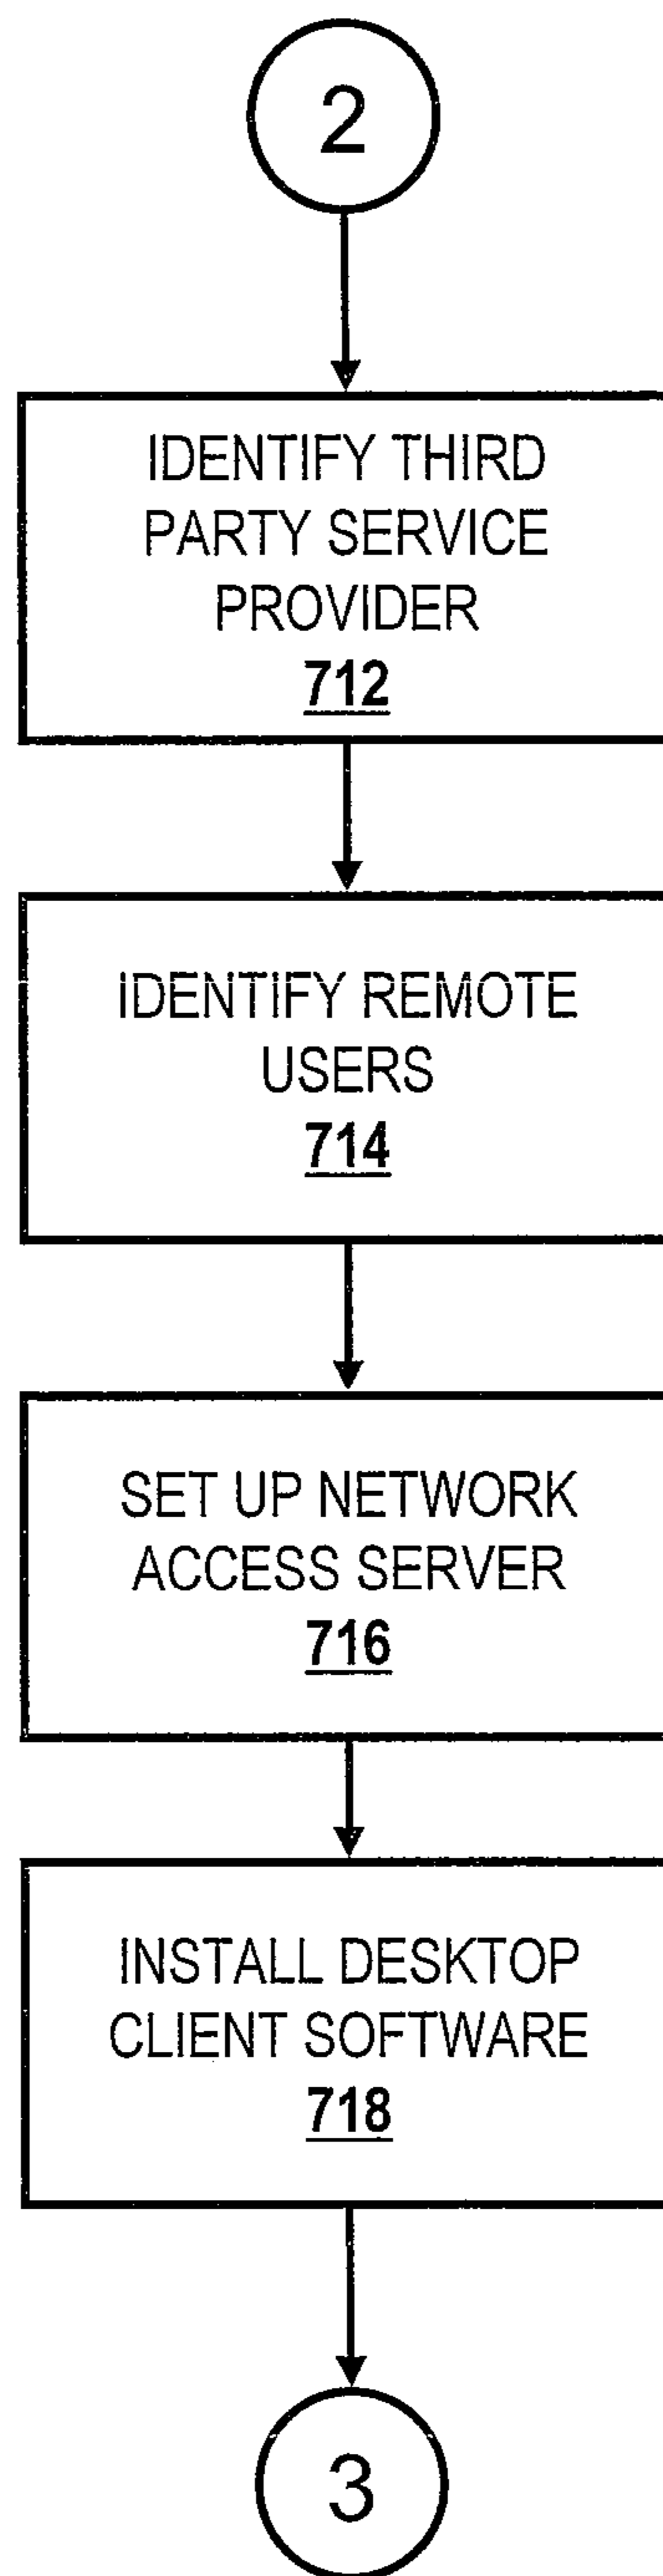 2
IDENTIFY THIRD
PARTY SERVICE
PROVIDER
712
IDENTIFY REMOTE
USERS
714
SET UP NETWORK
ACCESS SERVER
716
INSTALL DESKTOP
CLIENT SOFTWARE
718
3